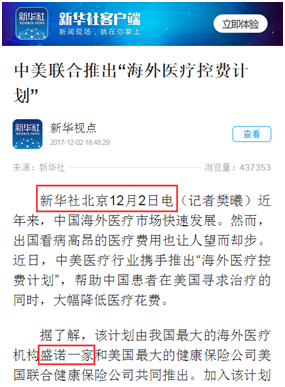 新华社
XINHUA NEWS
新华社客户端
新闻现场,就在你掌上
立即体验
中美联合推出“海外医疗控费计
划”
新华社
XINHUA NEWS
新华视点
2017-12-02 18:48:29
查看
来源:新华社
浏览量:437353
新华社北京12月2日电(记者樊曦)近
年来,中国海外医疗市场快速发展。然而,
出国看病高昂的医疗费用也让人望而却步。
近日,中美医疗行业携手推出“海外医疗控
费计划”,帮助中国患者在美国寻求治疗的
同时,大幅降低医疗花费。
据了解,该计划由我国最大的海外医疗
机构盛诺一家和美国最大的健康保险公司美
国联合健康保险公司共同推出。加入该计划